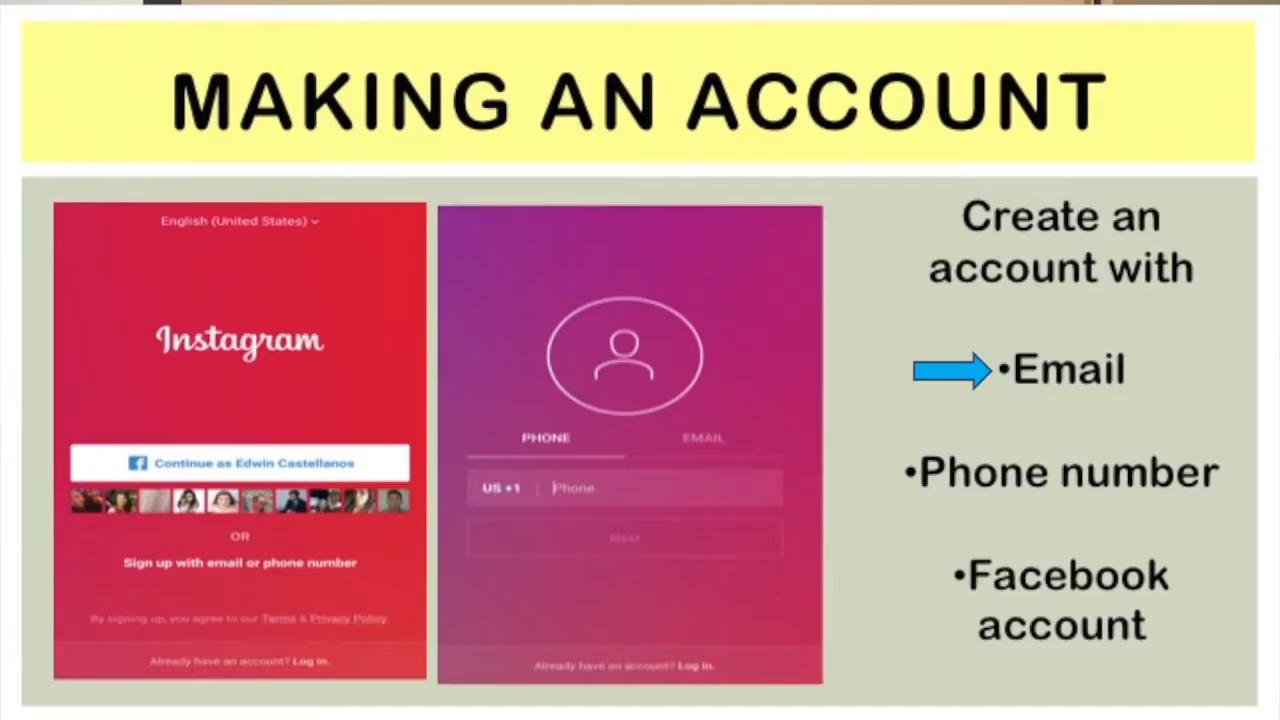 MAKING AN ACCOUNT
English (United States)
Instagram
Continue as Edwin Castellanos
OR
Sign up with email or phone number
By signing up, you agree to our Terms & Privacy Policy.
Already have an account? Log in.
PHONE EMAIL
US +1 Phone
Next
Already have an account? Log in.
Create an
account with
•Email
•Phone number
•Facebook
account